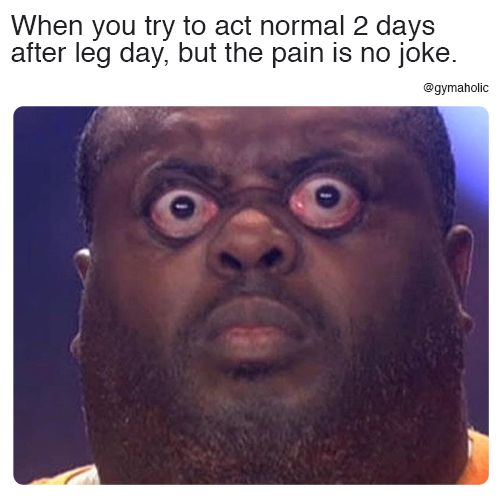 When you try to act normal 2 days
after leg day, but the pain is no joke.
@gymaholic